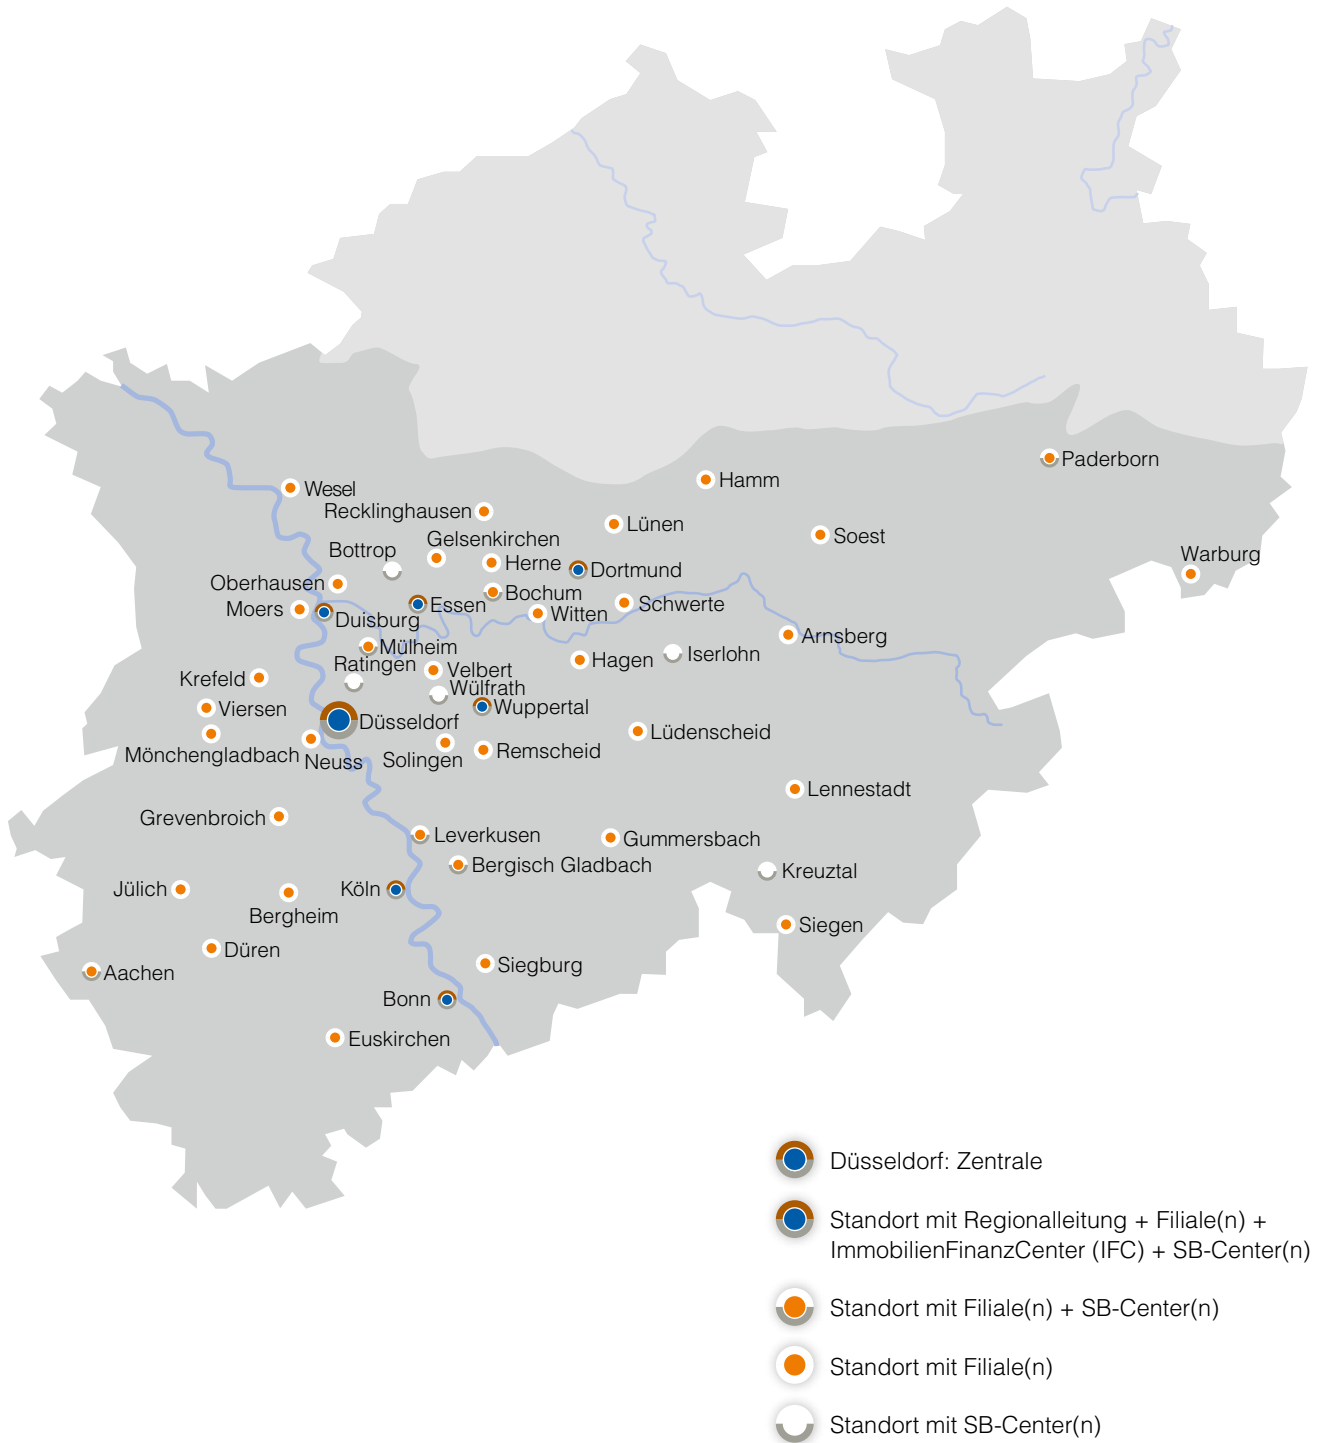 Paderborn
Hamm
Wesel
Recklinghausen
Lünen
Soest
Gelsenkirchen
Bottrop
Warburg
Herne
Dortmund
Oberhausen
Bochum
Essen
Schwerte
Moers
Witten
Duisburg
Arnsberg
Mülheim
Iserlohn
Hagen
Ratingen
Velbert
Krefeld
Wülfrath
Viersen
Wuppertal
Düsseldorf
Lüdenscheid
Remscheid
Mönchengladbach
Solingen
Neuss
Lennestadt
Grevenbroich
Leverkusen
Gummersbach
Bergisch Gladbach
Kreuztal
Jülich
Köln
Bergheim
Siegen
Düren
Siegburg
Aachen
Bonn
Euskirchen
Düsseldorf: Zentrale
Standort mit Regionalleitung + Filiale(n) +
ImmobilienFinanzCenter (IFC) + SB-Center(n)
Standort mit Filiale(n) + SB-Center(n)
Standort mit Filiale(n)
Standort mit SB-Center(n)